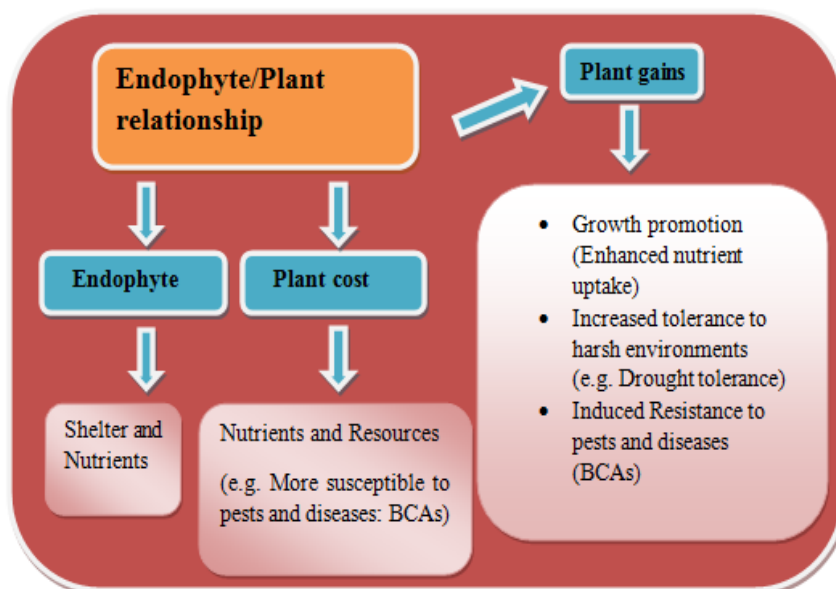 Endophyte/Plant
relationship
Plant gains
Endophyte
Plant cost
Shelter and
Nutrients
Nutrients and Resources
(e.g. More susceptible to
pests and diseases: BCAs)
• Growth promotion
(Enhanced nutrient
uptake)
• Increased tolerance to
harsh environments
(e.g. Drought tolerance)
• Induced Resistance to
pests and diseases
(BCAs)